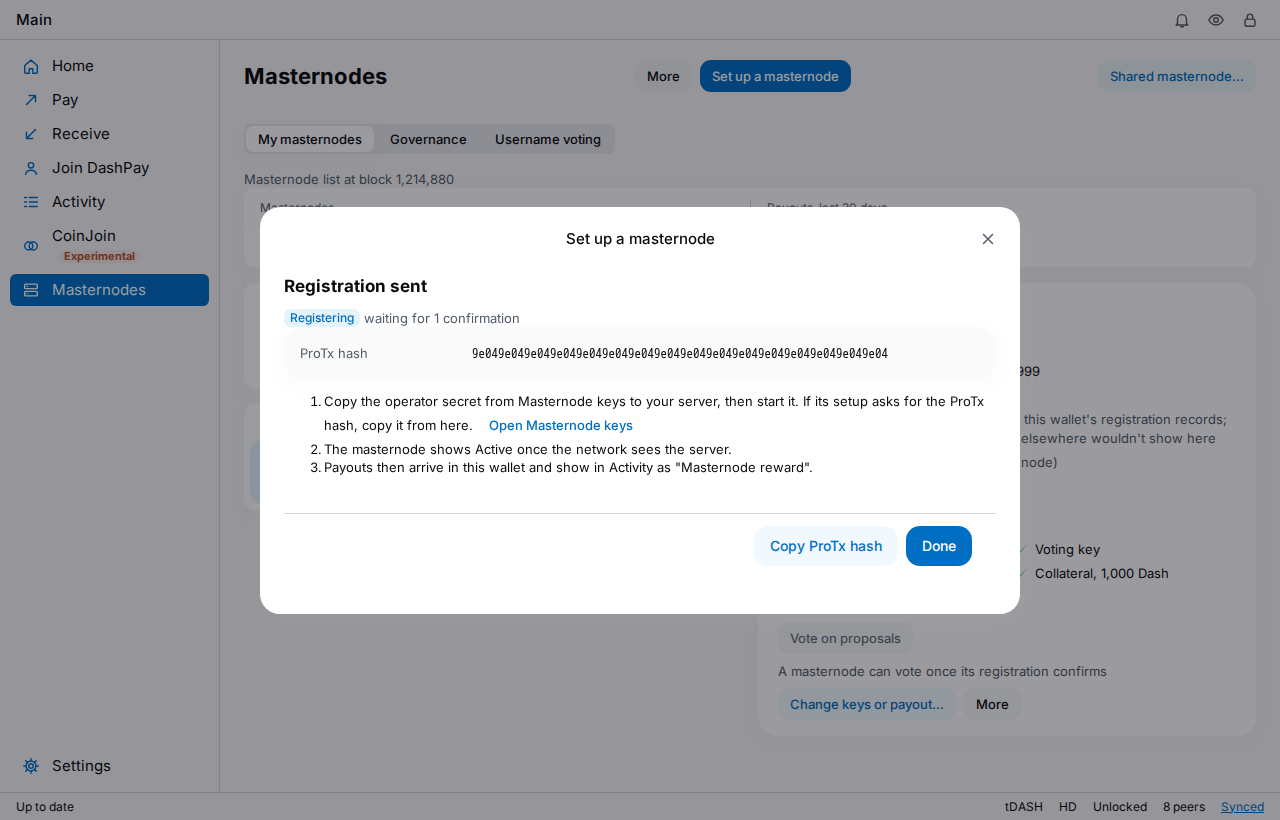 Main
Home
Pay
Receive
Join DashPay
Activity
CoinJoin
Experimental
Masternodes
Settings
Masternodes
More
Set up a masternode
Shared masternode...
My masternodes
Governance
Username voting
Masternode list at block 1,214,880
Set up a masternode
Registration sent
Registering waiting for 1 confirmation
ProTx hash 9e049e049e049e049e049e049e049e049e049e049e049e049e049e049e049e04
1. Copy the operator secret from Masternode keys to your server, then start it. If its setup asks for the ProTx
hash, copy it from here. Open Masternode keys
2. The masternode shows Active once the network sees the server.
3. Payouts then arrive in this wallet and show in Activity as "Masternode reward".
Copy ProTx hash
Done
999
this wallet's registration records;
elsewhere wouldn't show here
node)
Voting key
Collateral, 1,000 Dash
Vote on proposals
A masternode can vote once its registration confirms
Change keys or payout...
More
Up to date
tDASH HD Unlocked 8 peers Synced